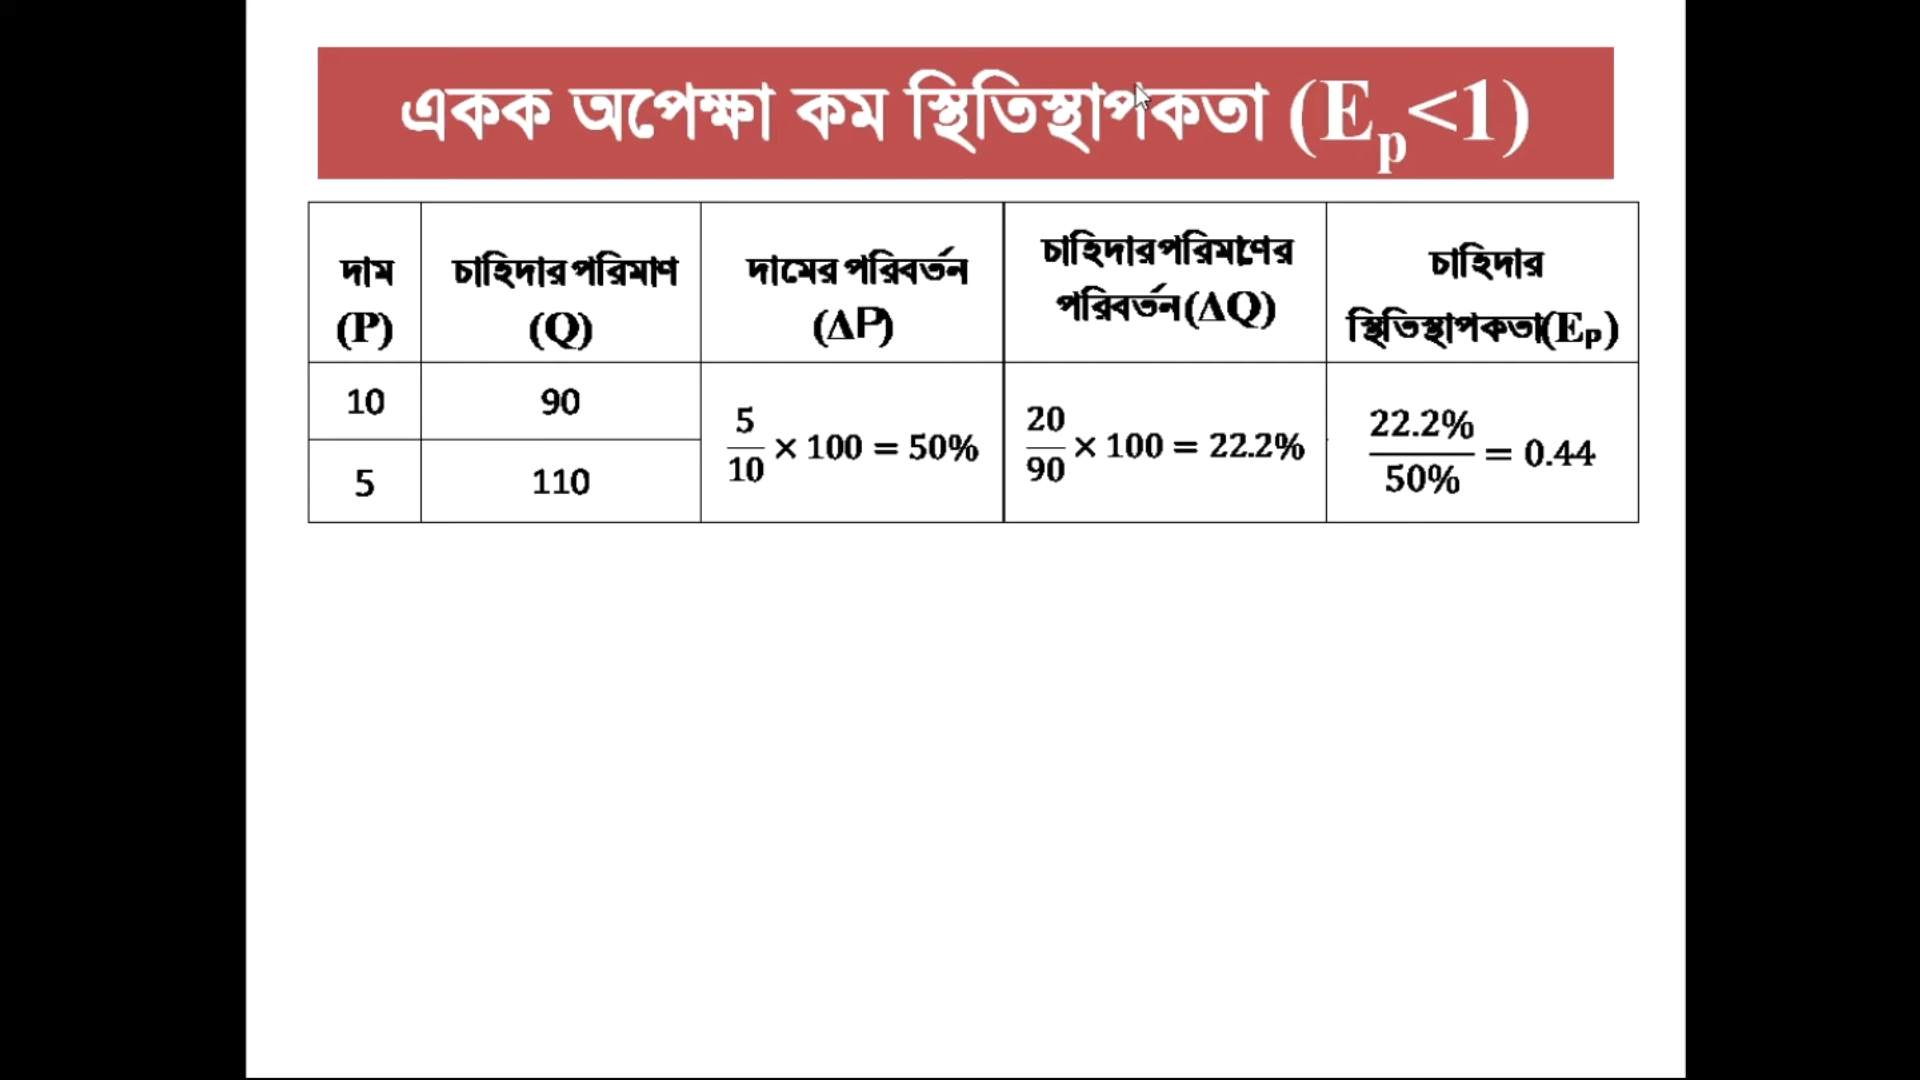 একক অপেক্ষা কম স্থিতিস্থাপকতা (Eₚ<1)
দাম
(P)
চাহিদার পরিমাণ
(Q)
দামের পরিবর্তন
(ΔP)
চাহিদার পরিমাণের
পরিবর্তন (ΔQ)
চাহিদার
স্থিতিস্থাপকতা(Eₚ)
10
90
5
110
5/10 × 100 = 50%
20/90 × 100 = 22.2%
22.2%/50% = 0.44